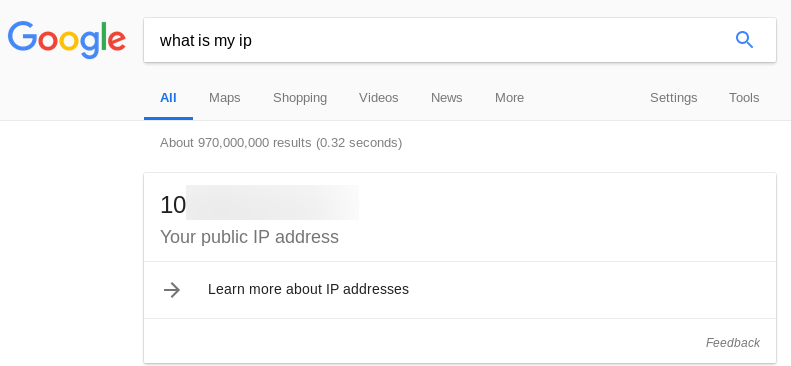 Google
what is my ip
All Maps Shopping Videos News More Settings Tools
About 970,000,000 results (0.32 seconds)
10
Your public IP address
Learn more about IP addresses
Feedback